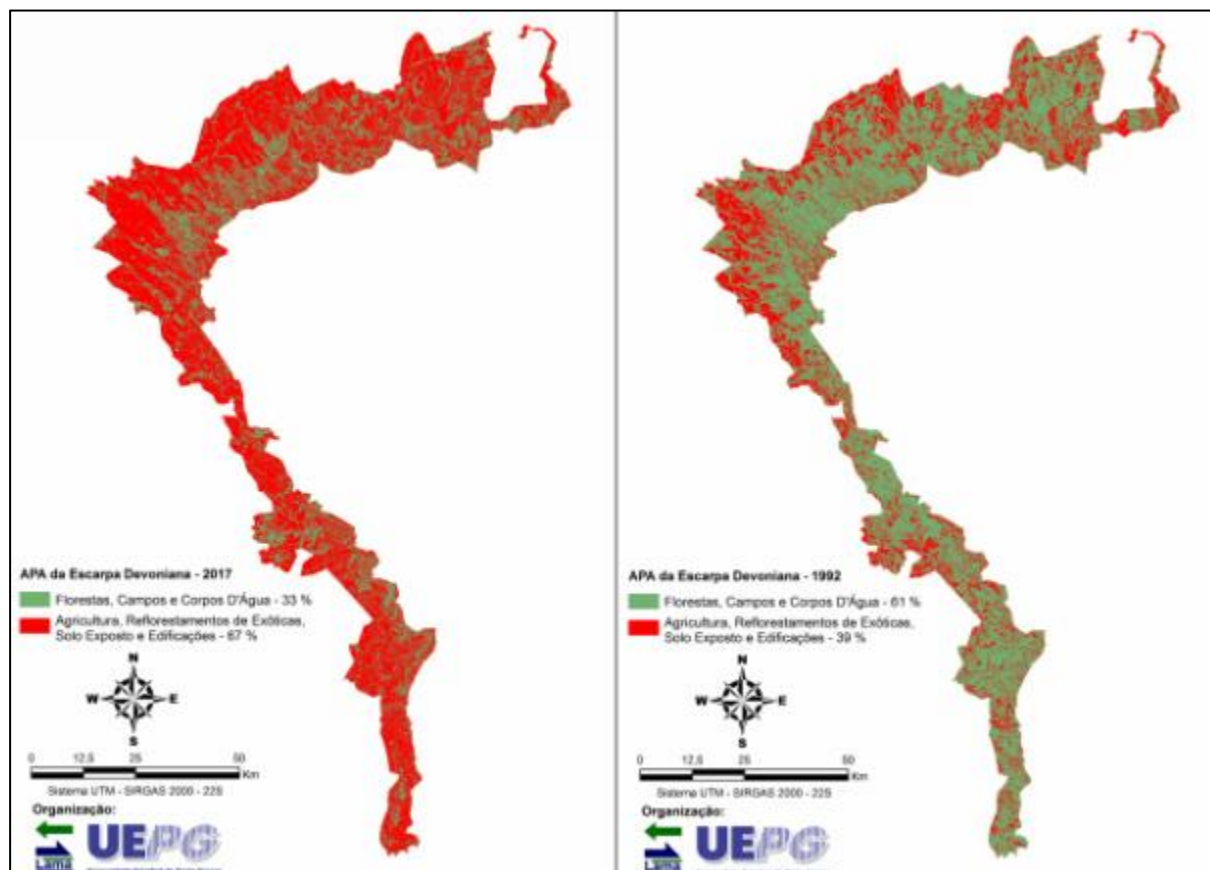 APA da Escarpa Devoniana - 2017
Florestas, Campos e Corpos D'Água - 33 %
Agricultura, Reflorestamentos de Exóticas,
Solo Exposto e Edificações - 67 %
N
W E
S
0 12,5 25 50
Km
Sistema UTM - SIRGAS 2000 - 22S
Organização:
Lama
UEPG
APA da Escarpa Devoniana - 1992
Florestas, Campos e Corpos D'Água - 61 %
Agricultura, Reflorestamentos de Exóticas,
Solo Exposto e Edificações - 39 %
N
W E
S
0 12,5 25 50
Km
Sistema UTM - SIRGAS 2000 - 22S
Organização:
Lama
UEPG